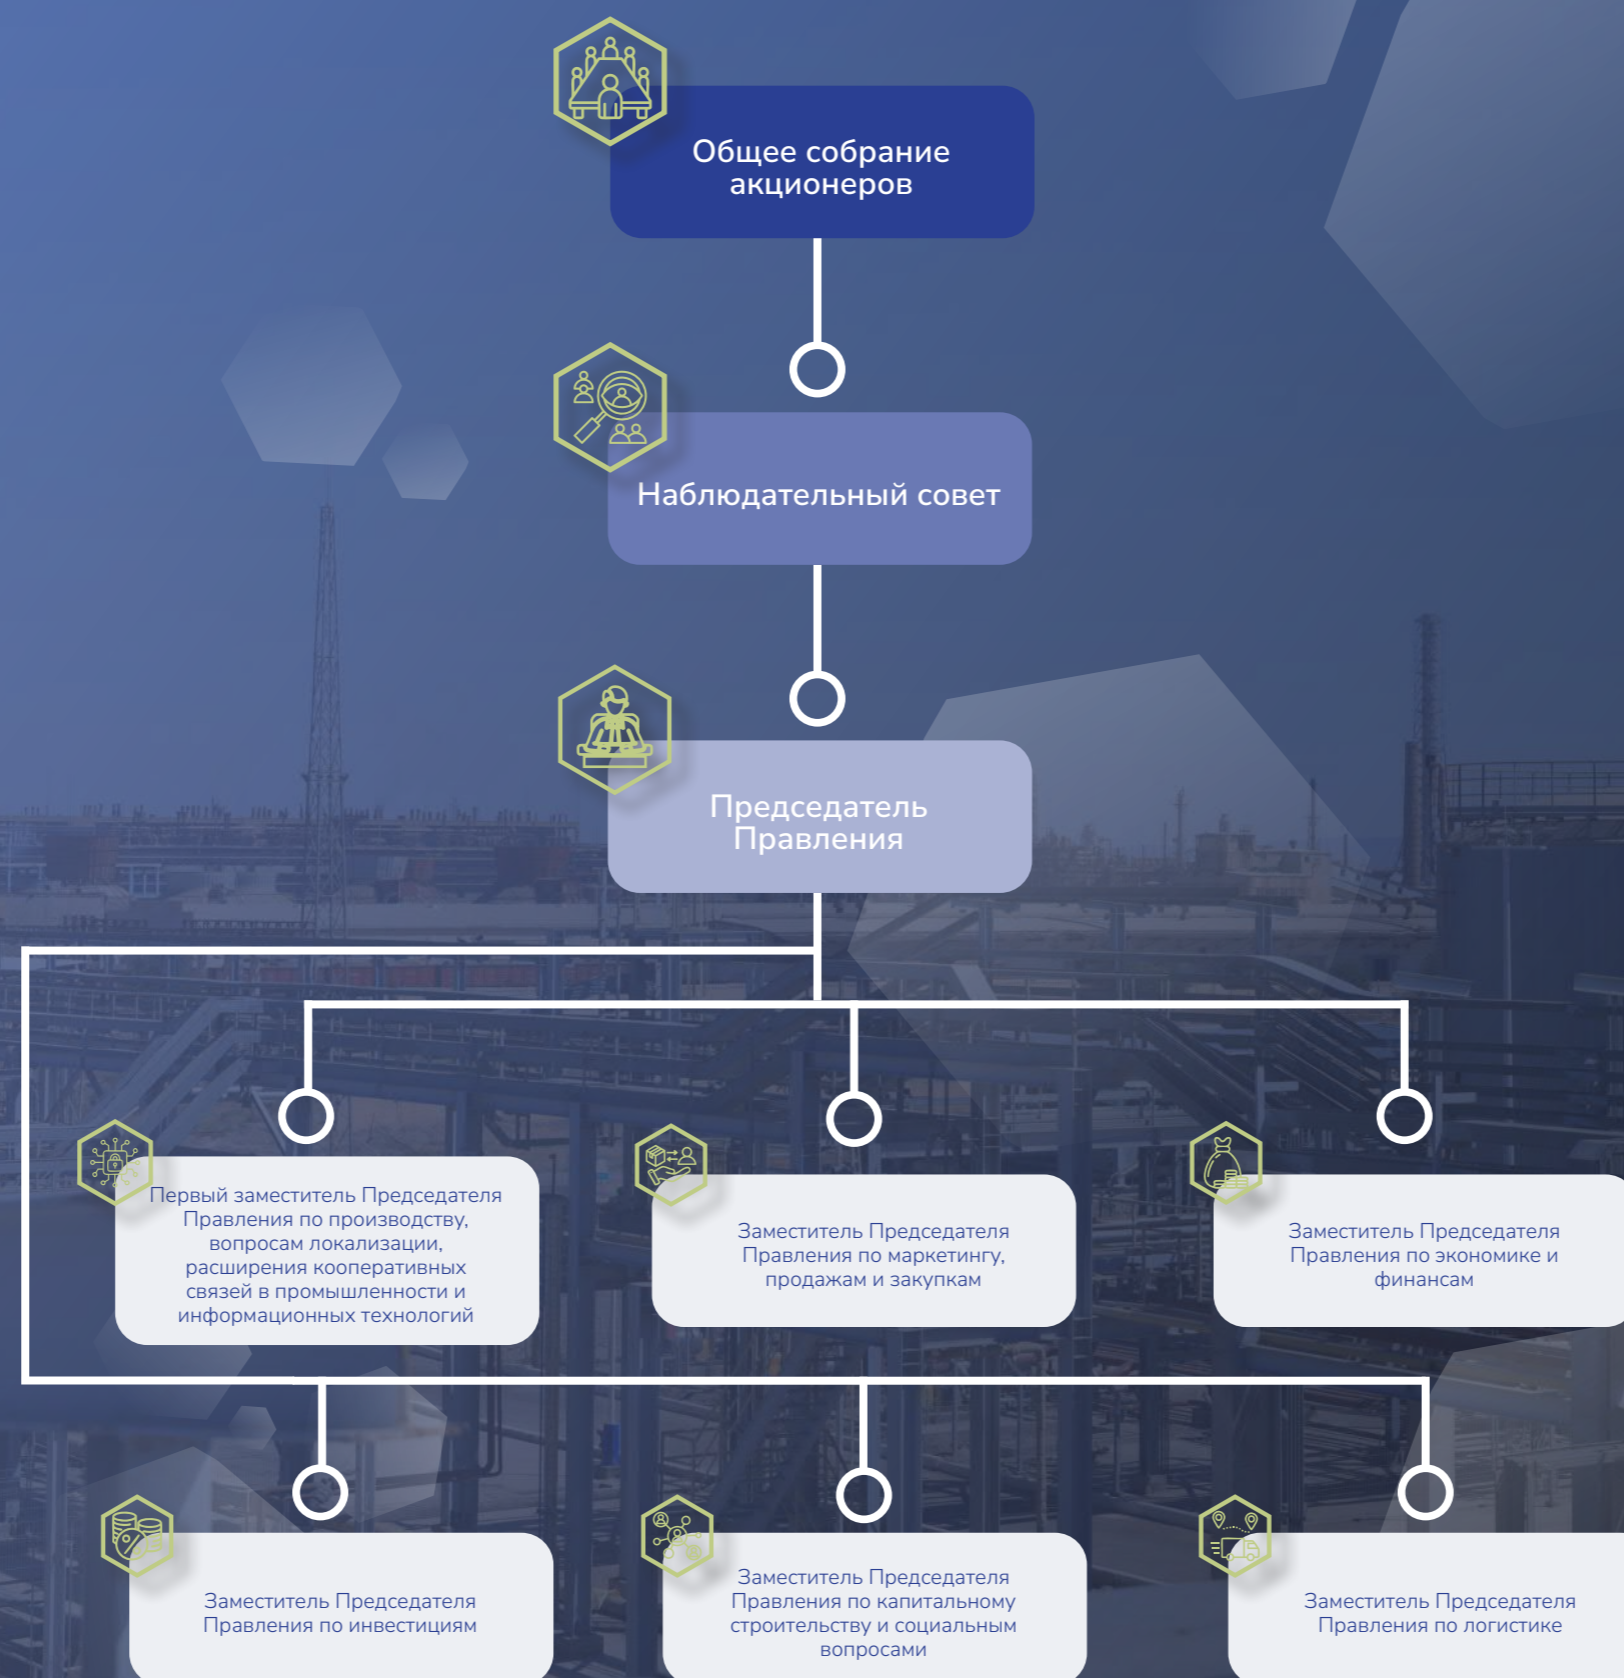 Общее собрание
акционеров
Наблюдательный совет
Председатель
Правления
Первый заместитель Председателя
Правления по производству,
вопросам локализации,
расширения кооперативных
связей в промышленности и
информационных технологий
Заместитель Председателя
Правления по маркетингу,
продажам и закупкам
Заместитель Председателя
Правления по экономике и
финансам
Заместитель Председателя
Правления по инвестициям
Заместитель Председателя
Правления по капитальному
строительству и социальным
вопросами
Заместитель Председателя
Правления по логистике